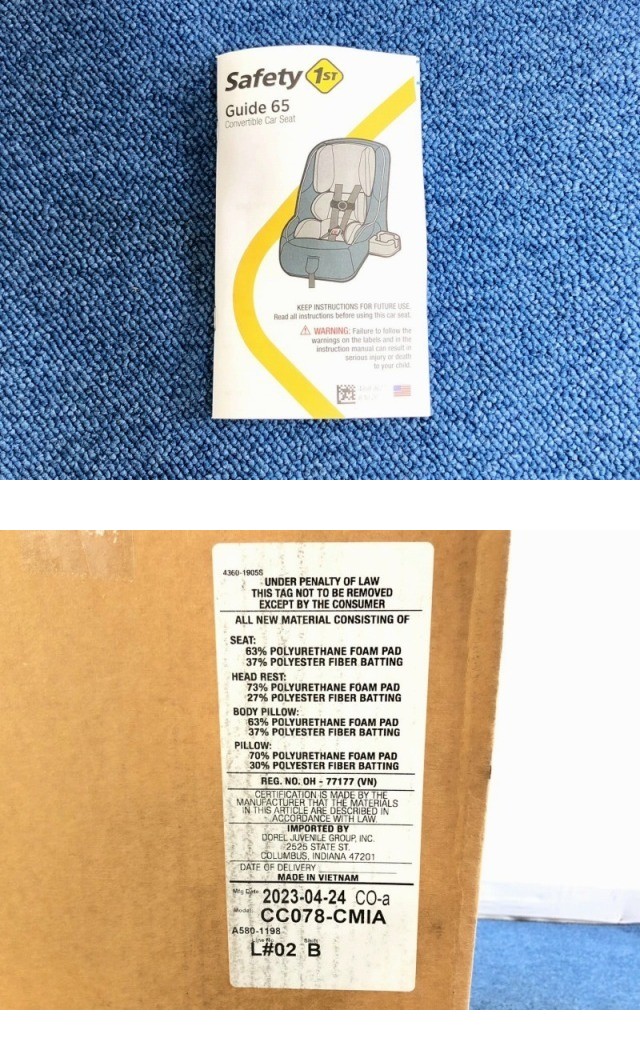 Safety 1ST
Guide 65
Convertible Car Seat
KEEP INSTRUCTIONS FOR FUTURE USE.
Read all instructions before using this car seat.
WARNING: Failure to follow the
warnings on the labels and in the
instruction manual can result in
serious injury or death
to your child.
4360-1905S
UNDER PENALTY OF LAW
THIS TAG NOT TO BE REMOVED
EXCEPT BY THE CONSUMER
ALL NEW MATERIAL CONSISTING OF
SEAT:
63% POLYURETHANE FOAM PAD
37% POLYESTER FIBER BATTING
HEAD REST:
73% POLYURETHANE FOAM PAD
27% POLYESTER FIBER BATTING
BODY PILLOW:
63% POLYURETHANE FOAM PAD
37% POLYESTER FIBER BATTING
PILLOW:
70% POLYURETHANE FOAM PAD
30% POLYESTER FIBER BATTING
REG. NO. OH - 77177 (VN)
CERTIFICATION IS MADE BY THE
MANUFACTURER THAT THE MATERIALS
IN THIS ARTICLE ARE DESCRIBED IN
ACCORDANCE WITH LAW.
IMPORTED BY
DOREL JUVENILE GROUP, INC.
2525 STATE ST.
COLUMBUS, INDIANA 47201
DATE OF DELIVERY
MADE IN VIETNAM
Mfg Date 2023-04-24 CO-a
Model CC078-CMIA
A580-1198
L#02 B